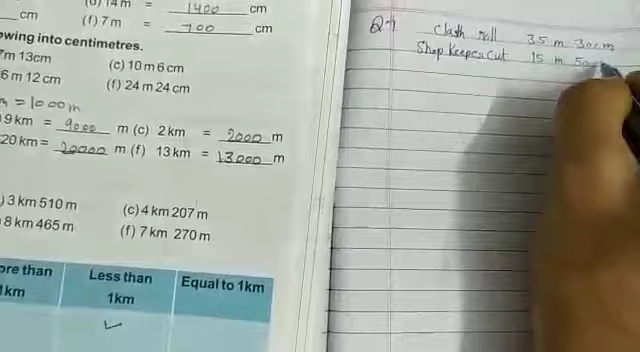 (d) 14 m = 1400 cm
cm
(f) 7 m = 700 cm
owing into centimetres.
7m 13cm (c) 10 m 6 cm
6 m 12 cm (f) 24 m 24 cm
= 1000m
9 km = 9000 m (c) 2 km = 2000 m
20 km = 20000 m (f) 13 km = 13000 m
) 3 km 510 m (c) 4 km 207 m
8 km 465 m (f) 7 km 270 m
ore than 1km
Less than 1km
Equal to 1km
Cloth roll 35 m 30cm
Shop Keeper cut 15 m